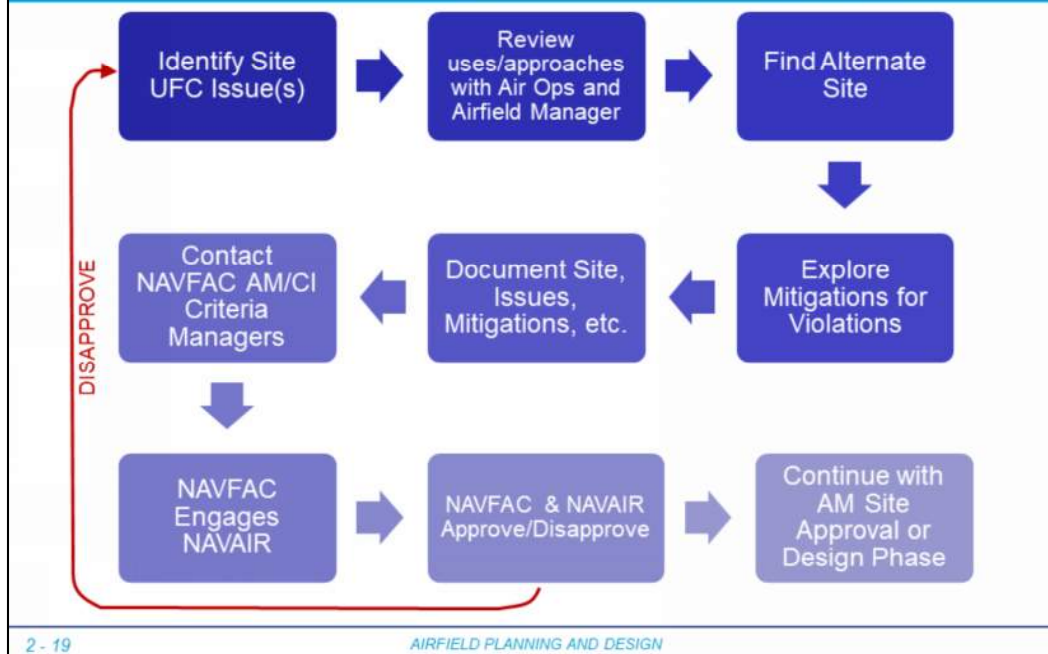 Identify Site
UFC Issue(s)
Review
uses/approaches
with Air Ops and
Airfield Manager
Find Alternate
Site
Explore
Mitigations for
Violations
Document Site,
Issues,
Mitigations, etc.
Contact
NAVFAC AM/CI
Criteria
Managers
NAVFAC
Engages
NAVAIR
NAVFAC & NAVAIR
Approve/Disapprove
Continue with
AM Site
Approval or
Design Phase
DISAPPROVE
2 - 19
AIRFIELD PLANNING AND DESIGN